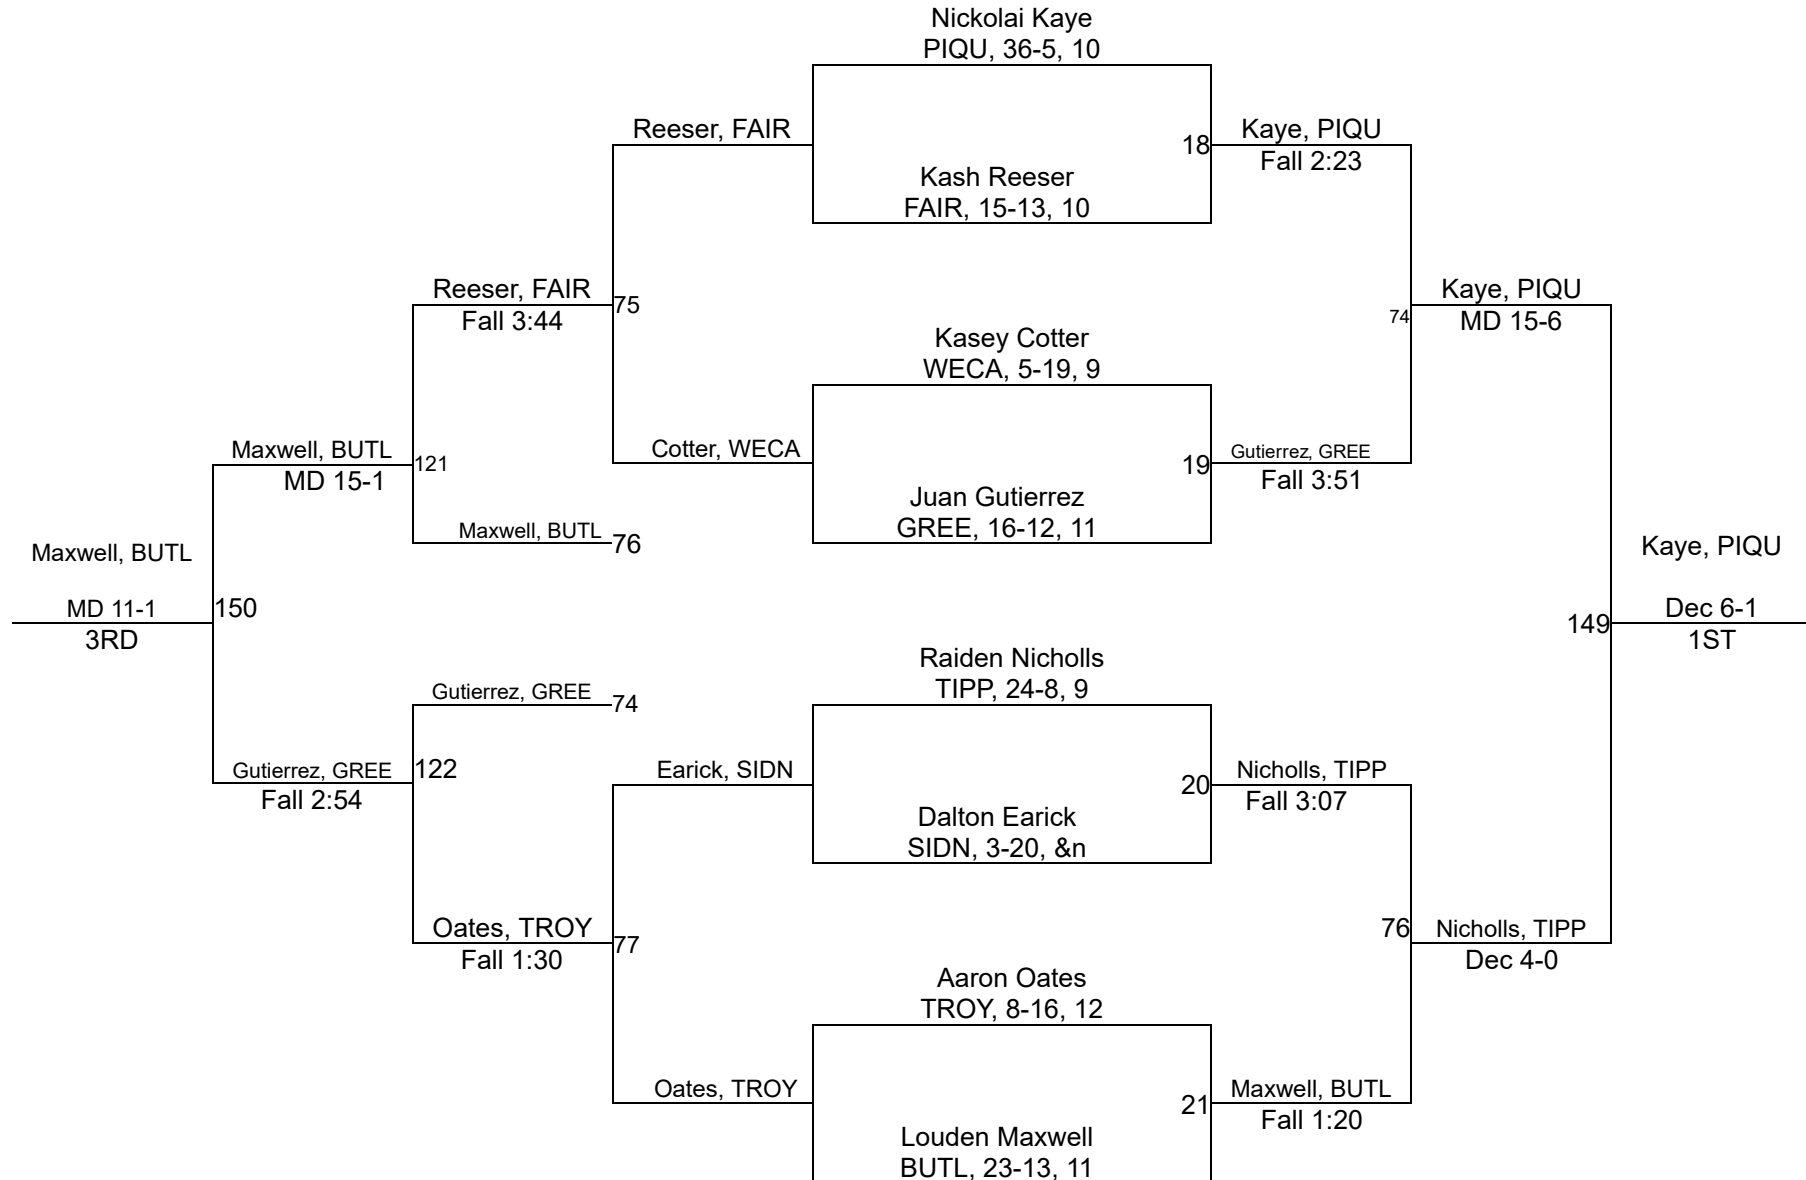 Nickolai Kaye
PIQU, 36-5, 10
Reeser, FAIR
18
Kaye, PIQU
Fall 2:23
Kash Reeser
FAIR, 15-13, 10
Reeser, FAIR
Fall 3:44
75
Kaye, PIQU
MD 15-6
74
Kasey Cotter
WECA, 5-19, 9
Maxwell, BUTL
MD 15-1
121
Cotter, WECA
19
Gutierrez, GREE
Fall 3:51
Juan Gutierrez
GREE, 16-12, 11
Maxwell, BUTL
76
Maxwell, BUTL
MD 11-1
3RD
150
Kaye, PIQU
149
Dec 6-1
1ST
Raiden Nicholls
TIPP, 24-8, 9
Gutierrez, GREE
74
Gutierrez, GREE
Fall 2:54
122
Earick, SIDN
20
Nicholls, TIPP
Fall 3:07
Dalton Earick
SIDN, 3-20, &n
Oates, TROY
Fall 1:30
77
76
Nicholls, TIPP
Dec 4-0
Aaron Oates
TROY, 8-16, 12
Oates, TROY
21
Maxwell, BUTL
Fall 1:20
Louden Maxwell
BUTL, 23-13, 11